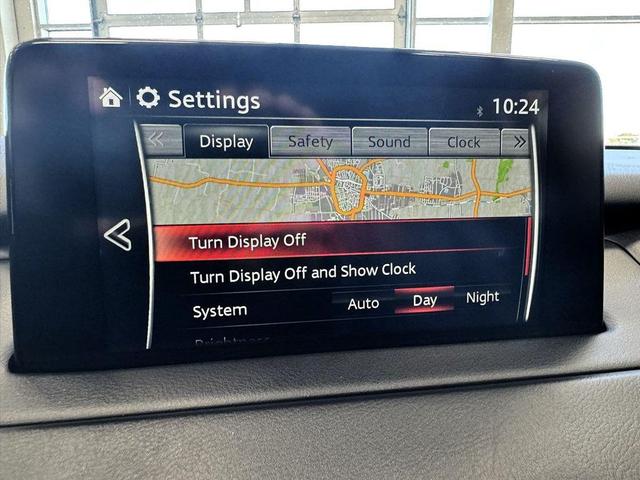 Settings 10:24
Display Safety Sound Clock
Turn Display Off
Turn Display Off and Show Clock
System Auto Day Night
Brightness